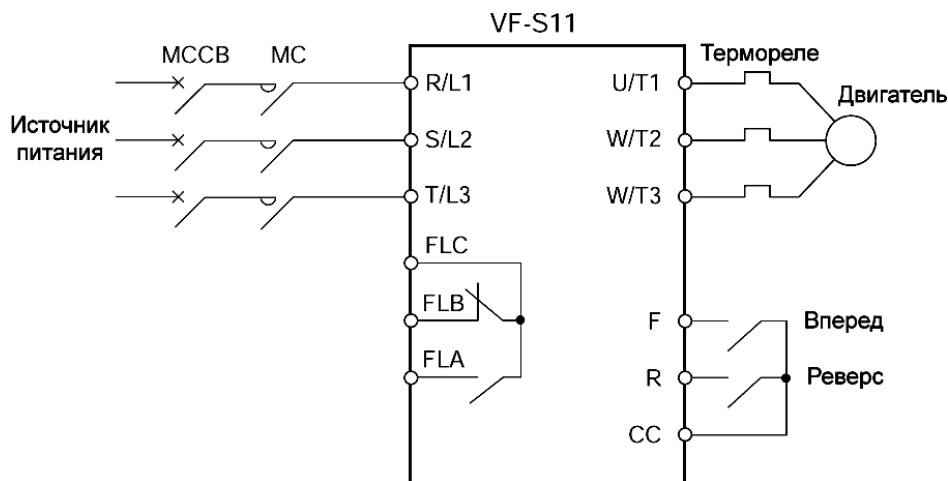 VF-S11
MCCB
MC
Термореле
R/L1
U/T1
Двигатель
Источник
питания
S/L2
W/T2
T/L3
W/T3
FLC
FLB
F
Вперед
FLA
R
Реверс
CC